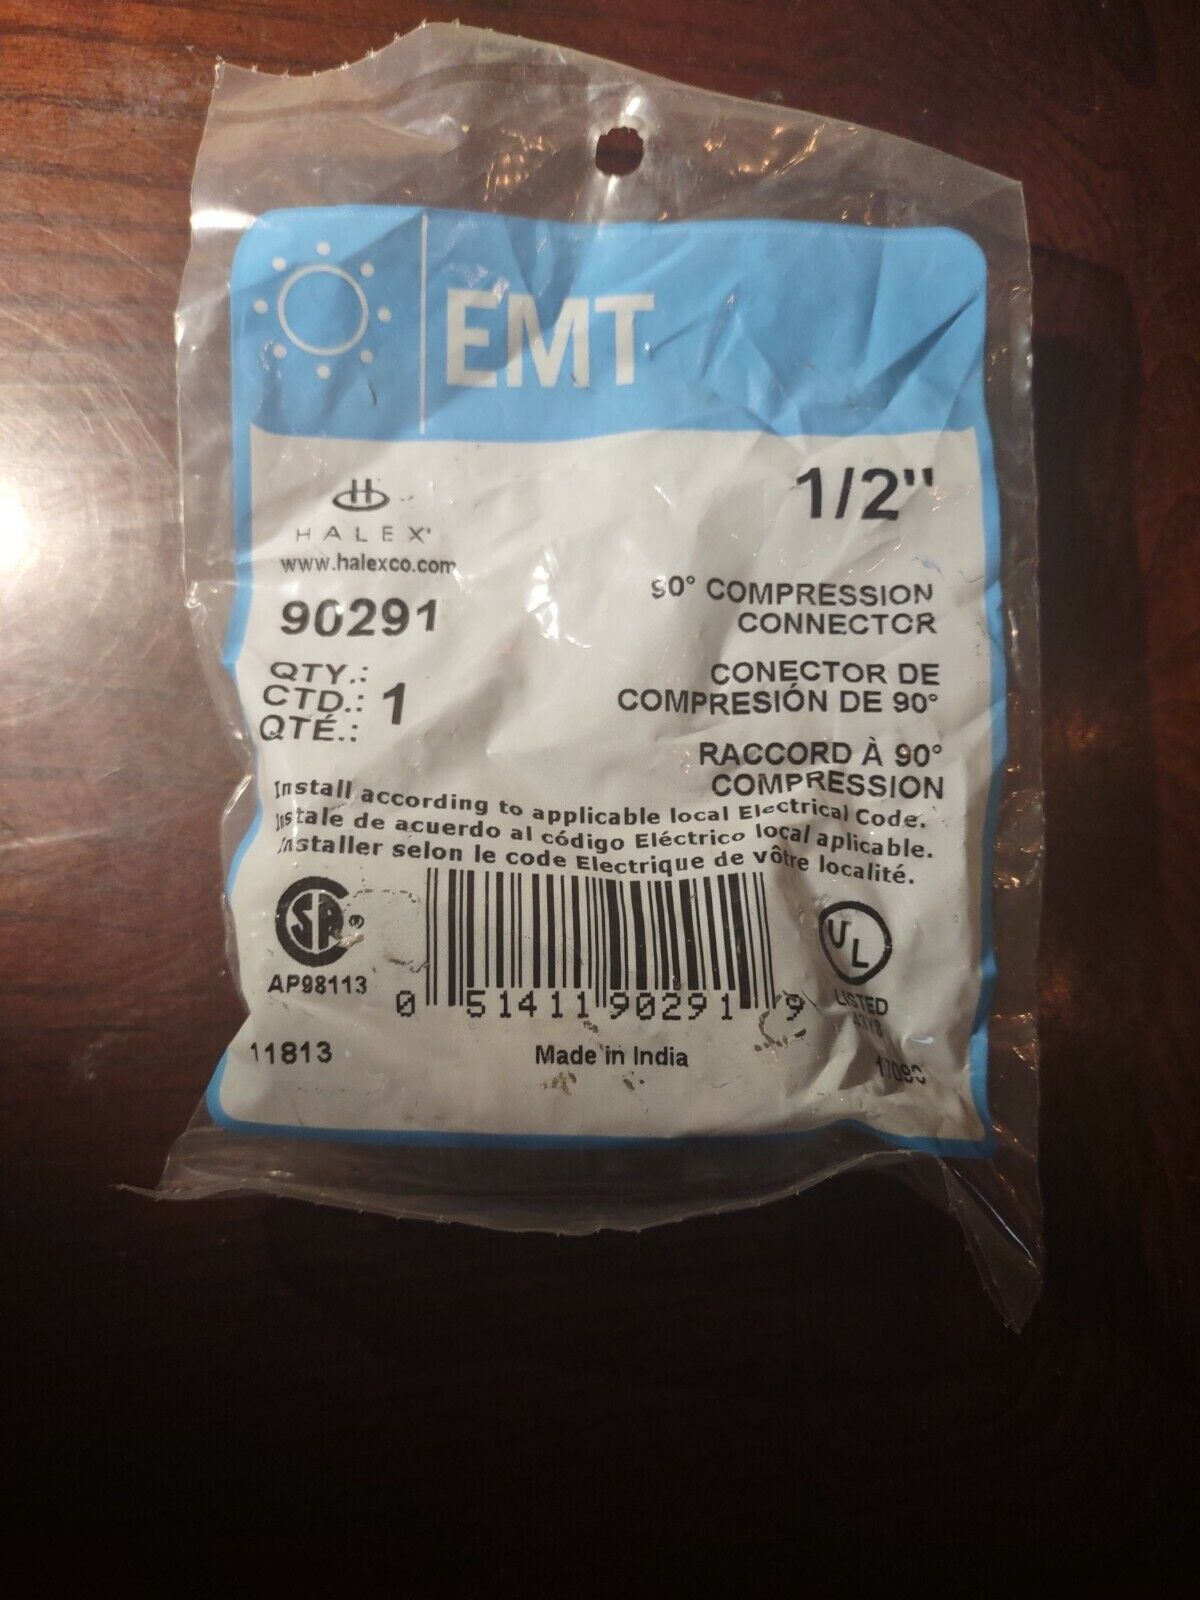 EMT
HALEX
www.halexco.com
90291
QTY.:
CTD.: 1
QTÉ.:
1/2"
90° COMPRESSION
CONNECTOR
CONECTOR DE
COMPRESIÓN DE 90°
RACCORD À 90°
COMPRESSION
Install according to applicable local Electrical Code.
Instale de acuerdo al código Eléctrico local aplicable.
Installer selon le code Electrique de vôtre localité.
SA ®
AP98113
0 51411 90291 9
UL
LISTED
11813
Made in India